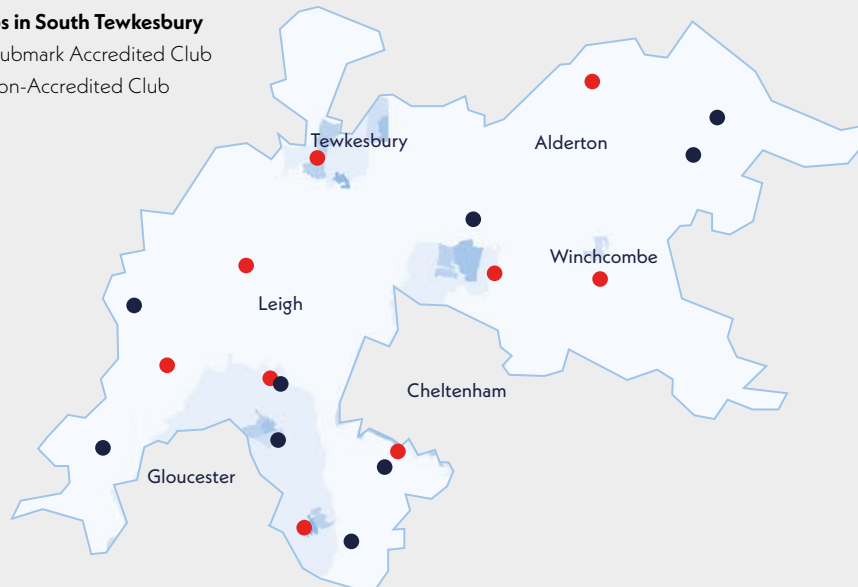 s in South Tewkesbury
ubmark Accredited Club
on-Accredited Club
Tewkesbury
Alderton
Winchcombe
Leigh
Cheltenham
Gloucester